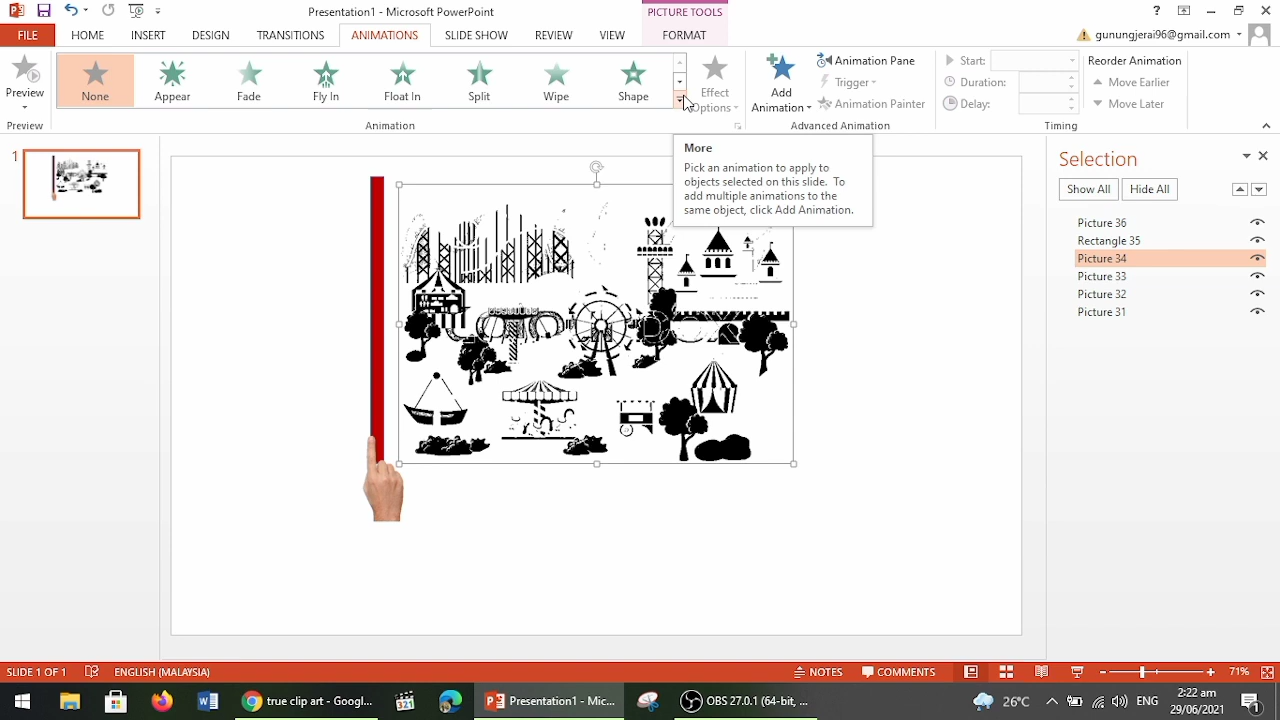 Presentation1 - Microsoft PowerPoint
PICTURE TOOLS
?
FILE
HOME
INSERT
DESIGN
TRANSITIONS
ANIMATIONS
SLIDE SHOW
REVIEW
VIEW
FORMAT
gunungjerai96@gmail.com
Preview
None
Appear
Fade
Fly In
Float In
Split
Wipe
Shape
Effect
Options
Add
Animation
Animation Pane
Trigger
Animation Painter
Start:
Duration:
Delay:
Reorder Animation
Move Earlier
Move Later
Preview
Animation
Advanced Animation
Timing
More
Pick an animation to apply to
objects selected on this slide. To
add multiple animations to the
same object, click Add Animation.
1
Selection
Show All
Hide All
Picture 36
Rectangle 35
Picture 34
Picture 33
Picture 32
Picture 31
SLIDE 1 OF 1
ENGLISH (MALAYSIA)
NOTES
COMMENTS
71%
true clip art - Googl...
Presentation1 - Mic...
OBS 27.0.1 (64-bit, ...
26°C
ENG
2:22 am
29/06/2021
1